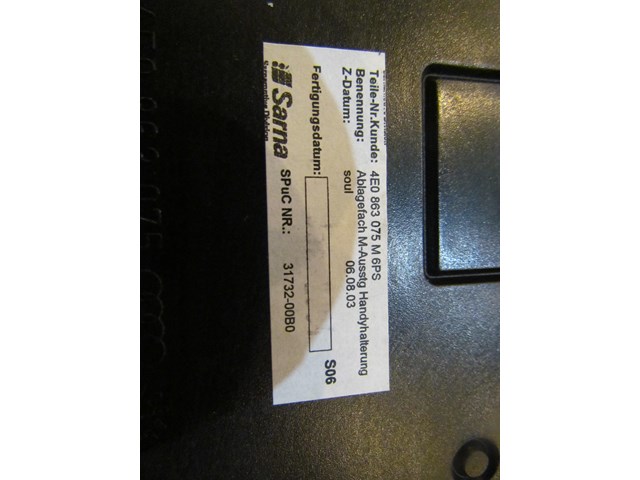 Teile-Nr.Kunde: 4E0 863 075 M 6PS
Benennung: Ablagefach M-Ausstg Handyhalterung
Z-Datum: 06.08.03
soul
Fertigungsdatum: S06
Sarna SPuC NR.: 31732-00B0
Division